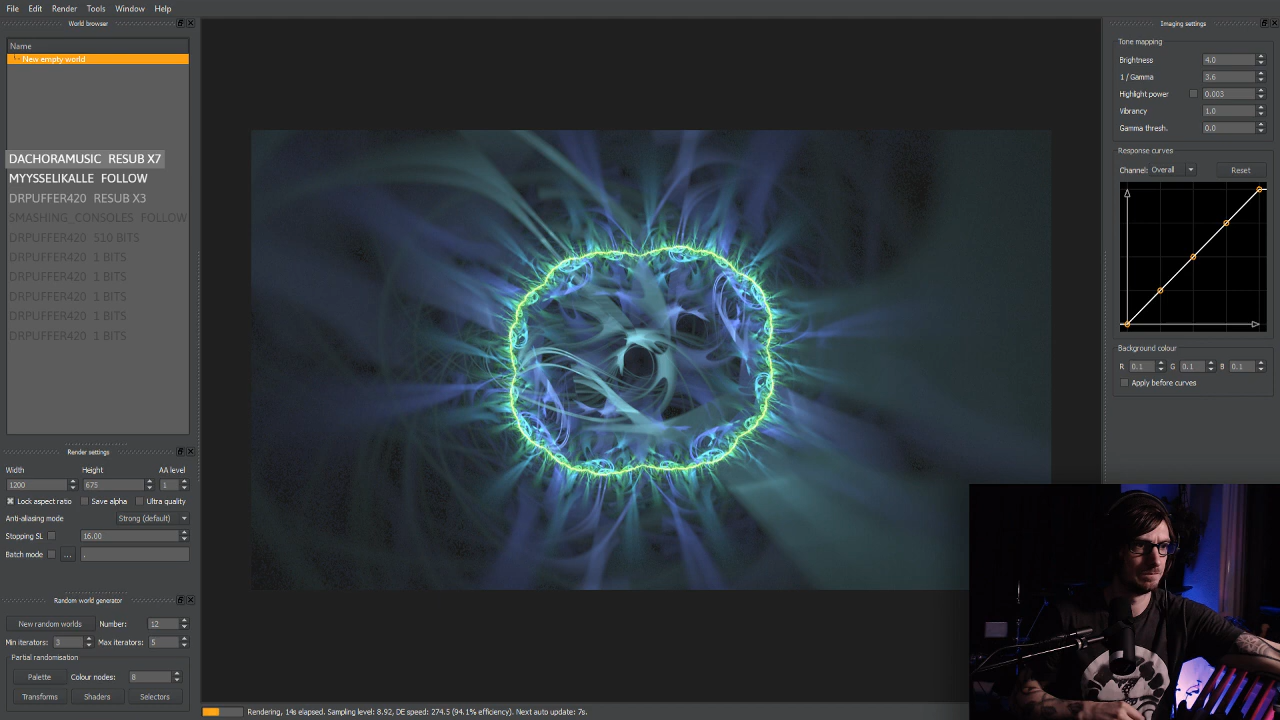 File Edit Render Tools Window Help
World browser
Name
New empty world
DACHORAMUSIC RESUB X7
MYYSSELIKALLE FOLLOW
DRPUFFER420 RESUB X3
SMASHING_CONSOLES FOLLOW
DRPUFFER420 510 BITS
DRPUFFER420 1 BITS
DRPUFFER420 1 BITS
DRPUFFER420 1 BITS
DRPUFFER420 1 BITS
DRPUFFER420 1 BITS
Render settings
Width Height AA level
1200 675 1
Lock aspect ratio Save alpha Ultra quality
Anti-aliasing mode Strong (default)
Stopping SL 16.00
Batch mode ... .
Random world generator
New random worlds Number: 12
Min iterators: 3 Max iterators: 5
Partial randomisation
Palette Colour nodes: 8
Transforms Shaders Selectors
Rendering, 14s elapsed. Sampling level: 8.92, DE speed: 274.5 (94.1% efficiency). Next auto update: 7s.
Imaging settings
Tone mapping
Brightness 4.0
1 / Gamma 3.6
Highlight power 0.003
Vibrancy 1.0
Gamma thresh. 0.0
Response curves
Channel: Overall Reset
Background colour
R 0.1 G 0.1 B 0.1
Apply before curves